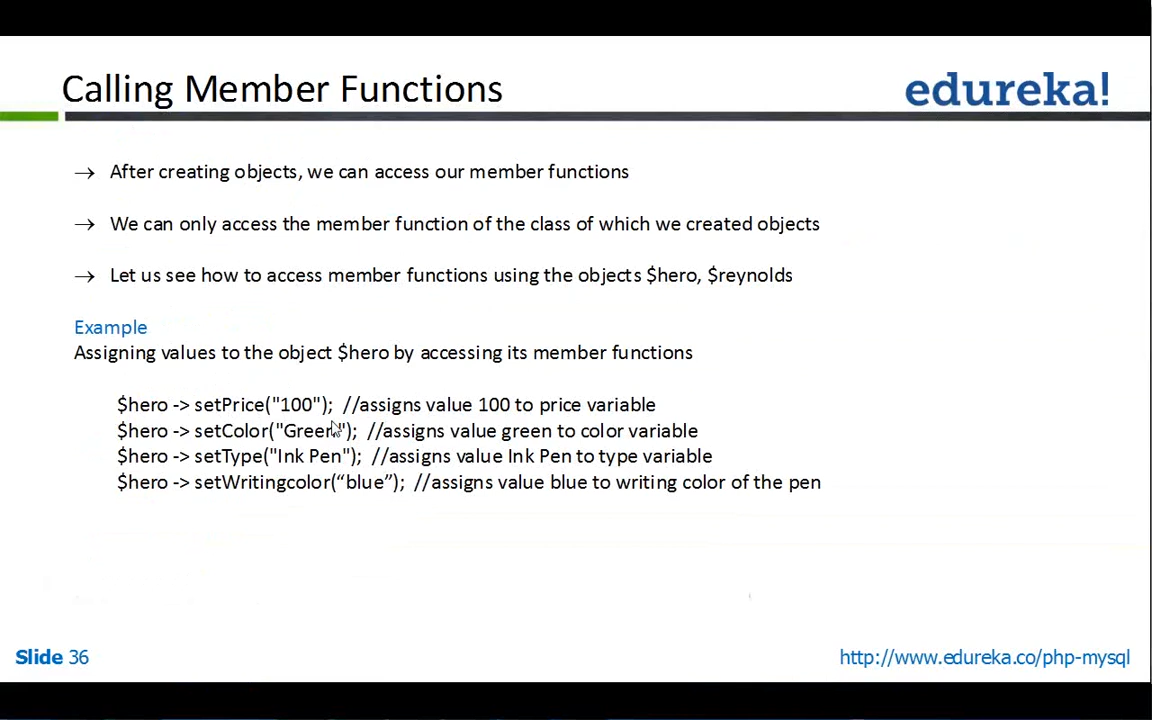 Calling Member Functions
edureka!
→ After creating objects, we can access our member functions
→ We can only access the member function of the class of which we created objects
→ Let us see how to access member functions using the objects $hero, $reynolds
Example
Assigning values to the object $hero by accessing its member functions
$hero -> setPrice("100"); //assigns value 100 to price variable
$hero -> setColor("Green"); //assigns value green to color variable
$hero -> setType("Ink Pen"); //assigns value Ink Pen to type variable
$hero -> setWritingcolor(“blue”); //assigns value blue to writing color of the pen
Slide 36
http://www.edureka.co/php-mysql